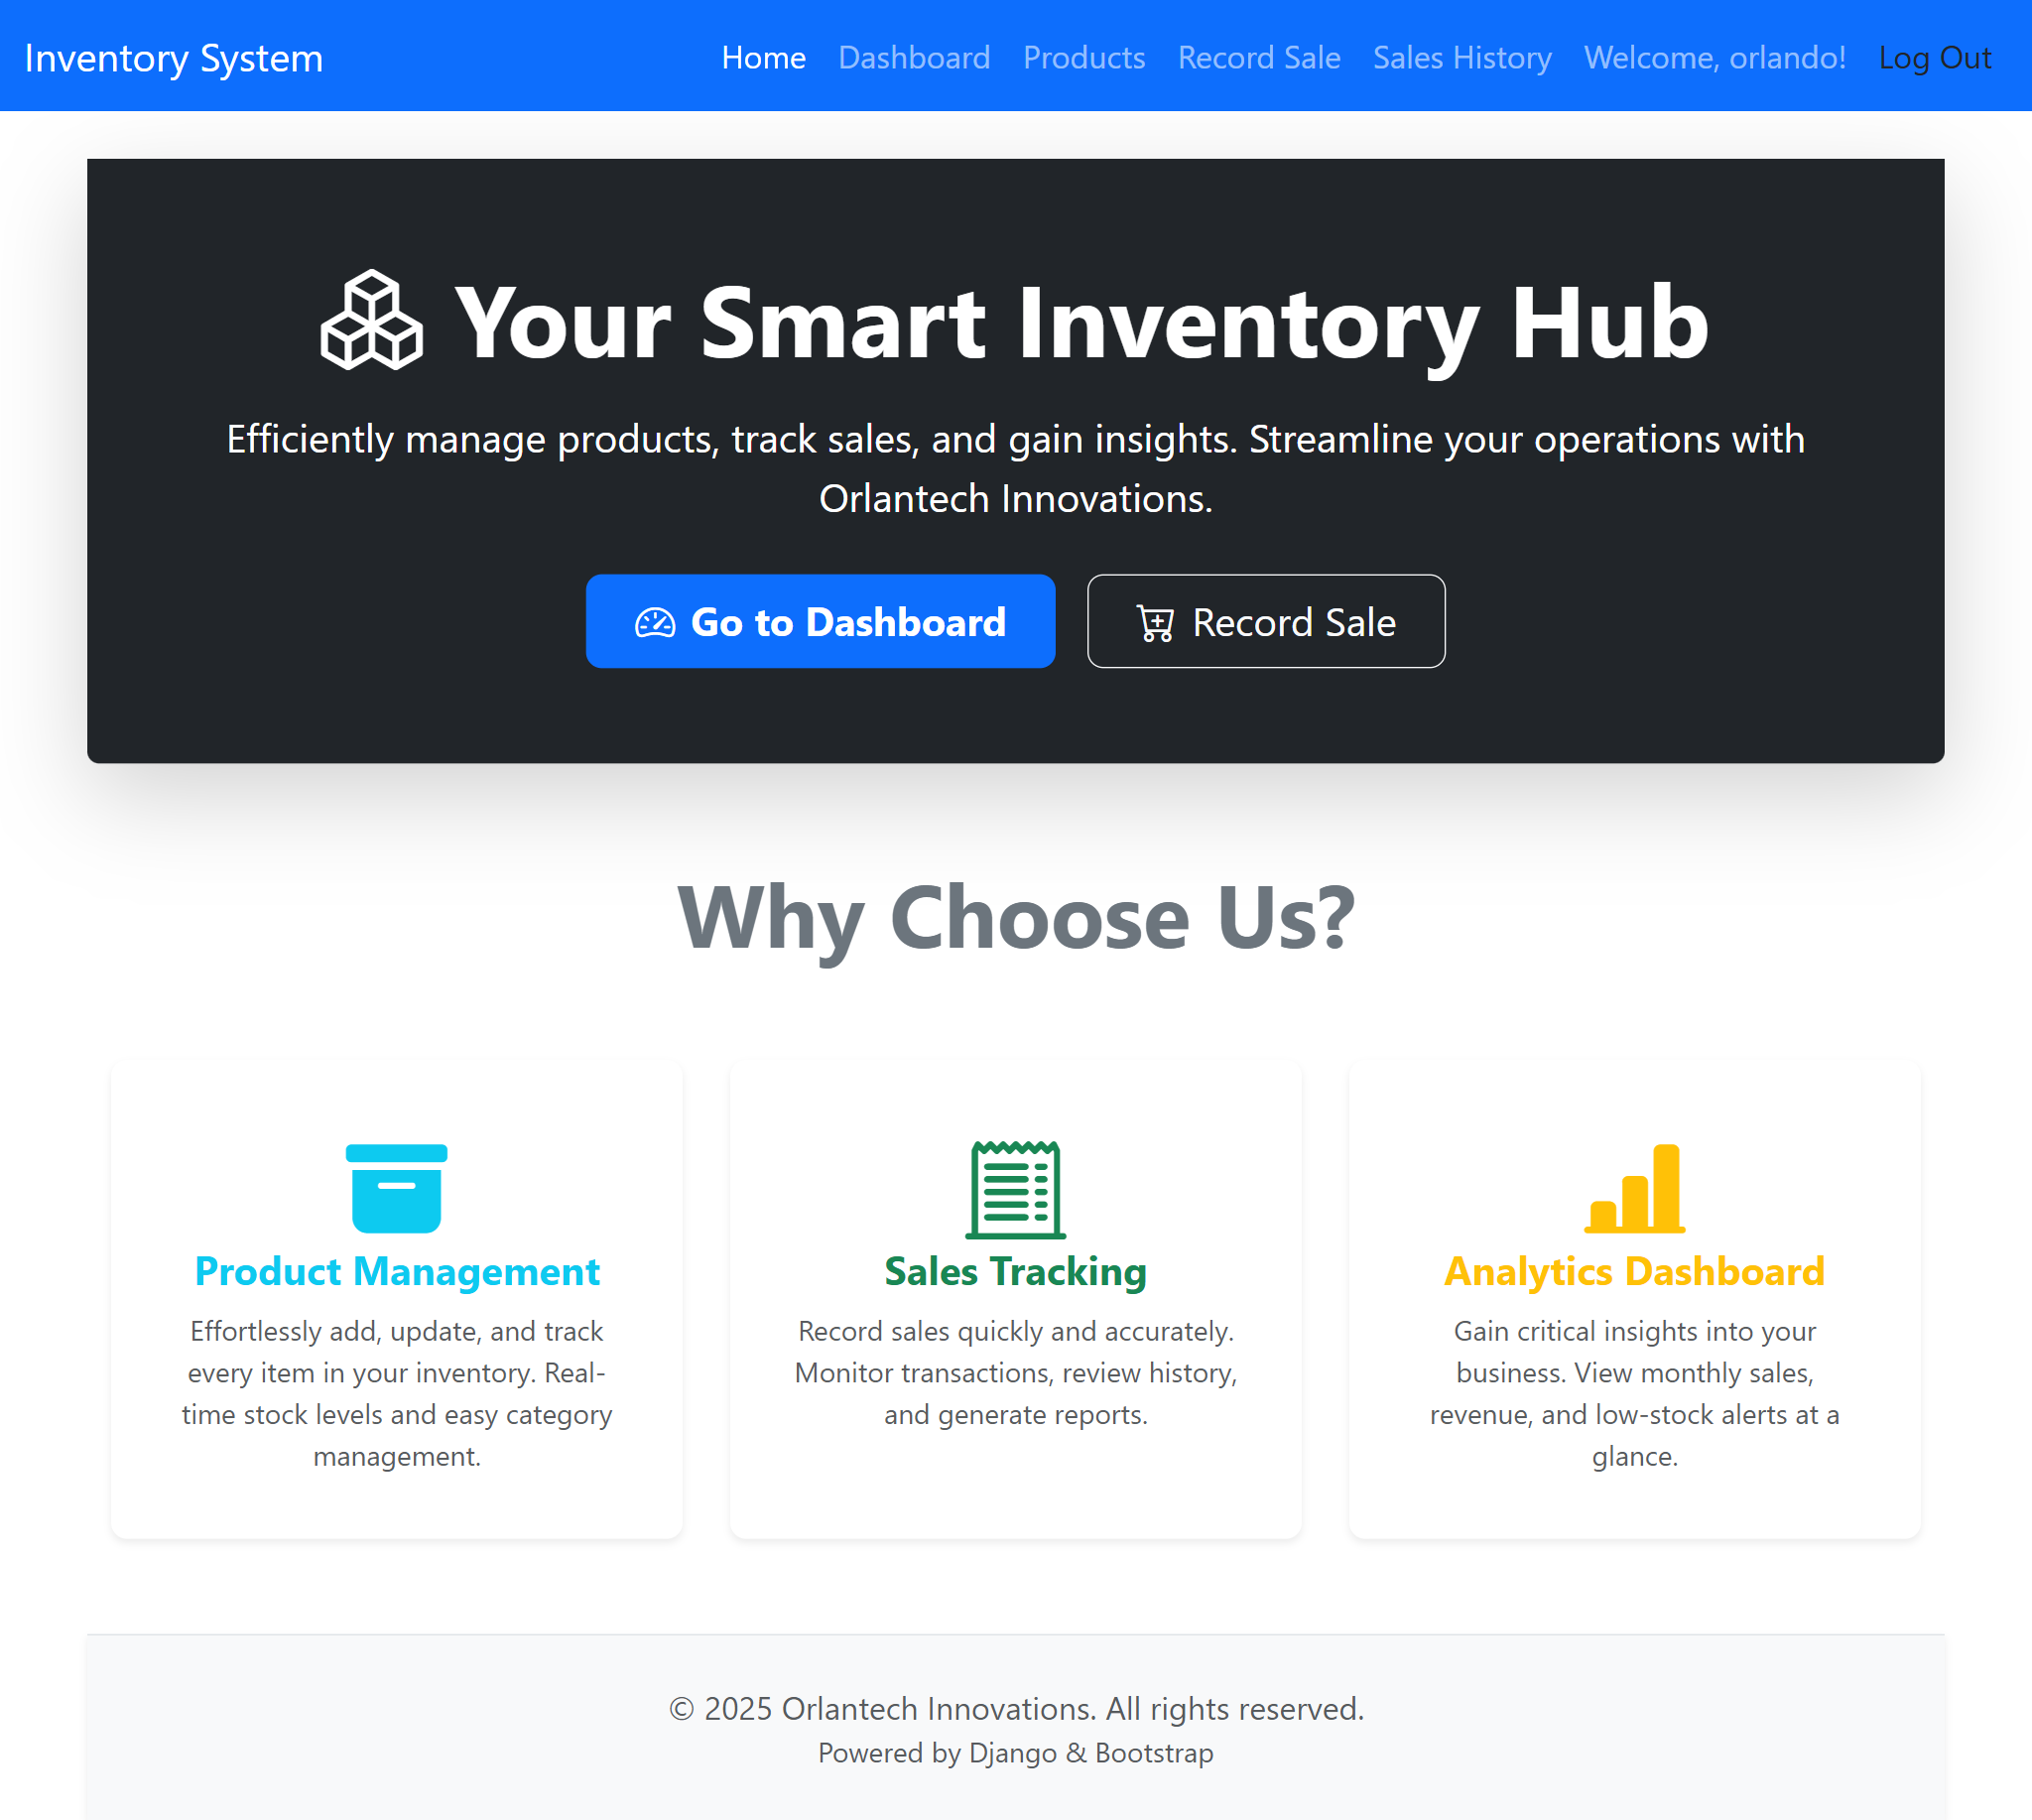 Inventory System
Home Dashboard Products Record Sale Sales History Welcome, orlando! Log Out
Your Smart Inventory Hub
Efficiently manage products, track sales, and gain insights. Streamline your operations with
Orlantech Innovations.
Go to Dashboard
Record Sale
Why Choose Us?
Product Management
Effortlessly add, update, and track
every item in your inventory. Real-
time stock levels and easy category
management.
Sales Tracking
Record sales quickly and accurately.
Monitor transactions, review history,
and generate reports.
Analytics Dashboard
Gain critical insights into your
business. View monthly sales,
revenue, and low-stock alerts at a
glance.
© 2025 Orlantech Innovations. All rights reserved.
Powered by Django & Bootstrap